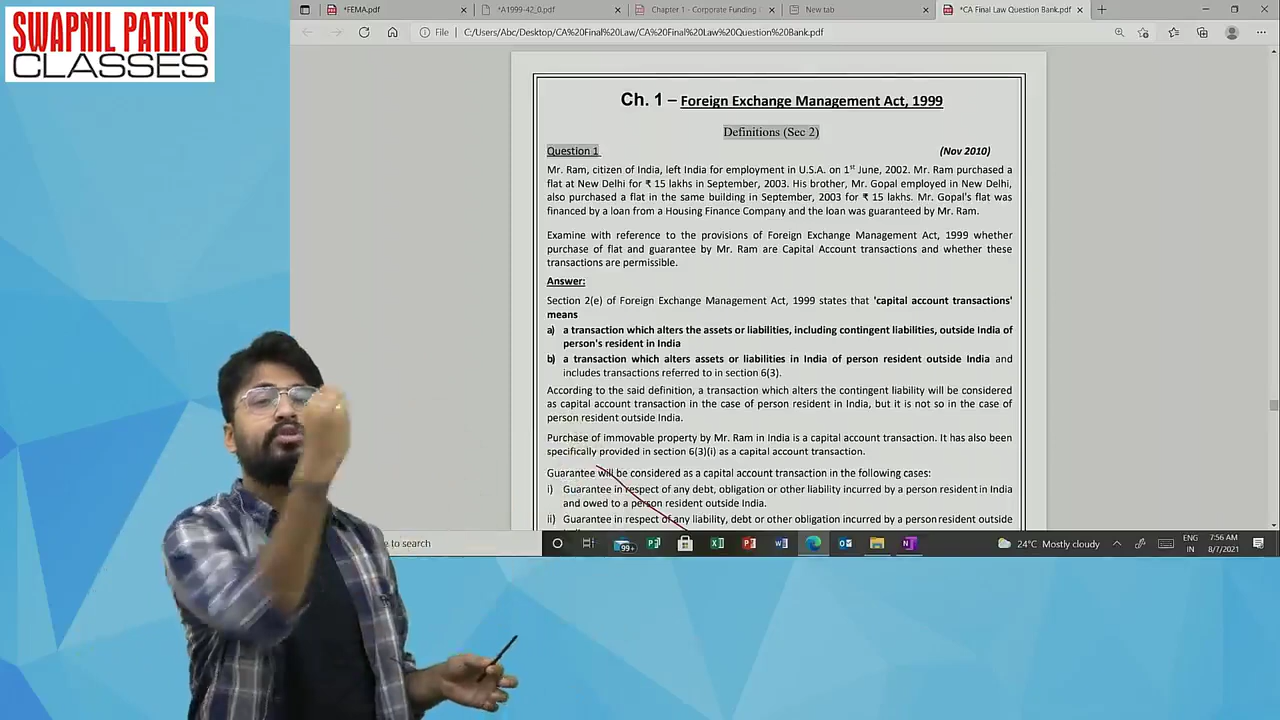 SWAPNIL PATNI'S
CLASSES
*FEMA.pdf
*A1999-42_0.pdf
Chapter 1 - Corporate Funding
New tab
*CA Final Law Question Bank.pdf
File
C:/Users/Abc/Desktop/CA%20Final%20Law/CA%20Final%20Law%20Question%20Bank.pdf
Ch. 1 – Foreign Exchange Management Act, 1999
Definitions (Sec 2)
Question 1
(Nov 2010)
Mr. Ram, citizen of India, left India for employment in U.S.A. on 1st June, 2002. Mr. Ram purchased a
flat at New Delhi for ₹ 15 lakhs in September, 2003. His brother, Mr. Gopal employed in New Delhi,
also purchased a flat in the same building in September, 2003 for ₹ 15 lakhs. Mr. Gopal's flat was
financed by a loan from a Housing Finance Company and the loan was guaranteed by Mr. Ram.
Examine with reference to the provisions of Foreign Exchange Management Act, 1999 whether
purchase of flat and guarantee by Mr. Ram are Capital Account transactions and whether these
transactions are permissible.
Answer:
Section 2(e) of Foreign Exchange Management Act, 1999 states that 'capital account transactions'
means
a) a transaction which alters the assets or liabilities, including contingent liabilities, outside India of
person's resident in India
b) a transaction which alters assets or liabilities in India of person resident outside India and
includes transactions referred to in section 6(3).
According to the said definition, a transaction which alters the contingent liability will be considered
as capital account transaction in the case of person resident in India, but it is not so in the case of
person resident outside India.
Purchase of immovable property by Mr. Ram in India is a capital account transaction. It has also been
specifically provided in section 6(3)(i) as a capital account transaction.
Guarantee will be considered as a capital account transaction in the following cases:
i) Guarantee in respect of any debt, obligation or other liability incurred by a person resident in India
and owed to a person resident outside India.
ii) Guarantee in respect of any liability, debt or other obligation incurred by a person resident outside
to search
99+
24°C Mostly cloudy
ENG
IN
7:56 AM
8/7/2021